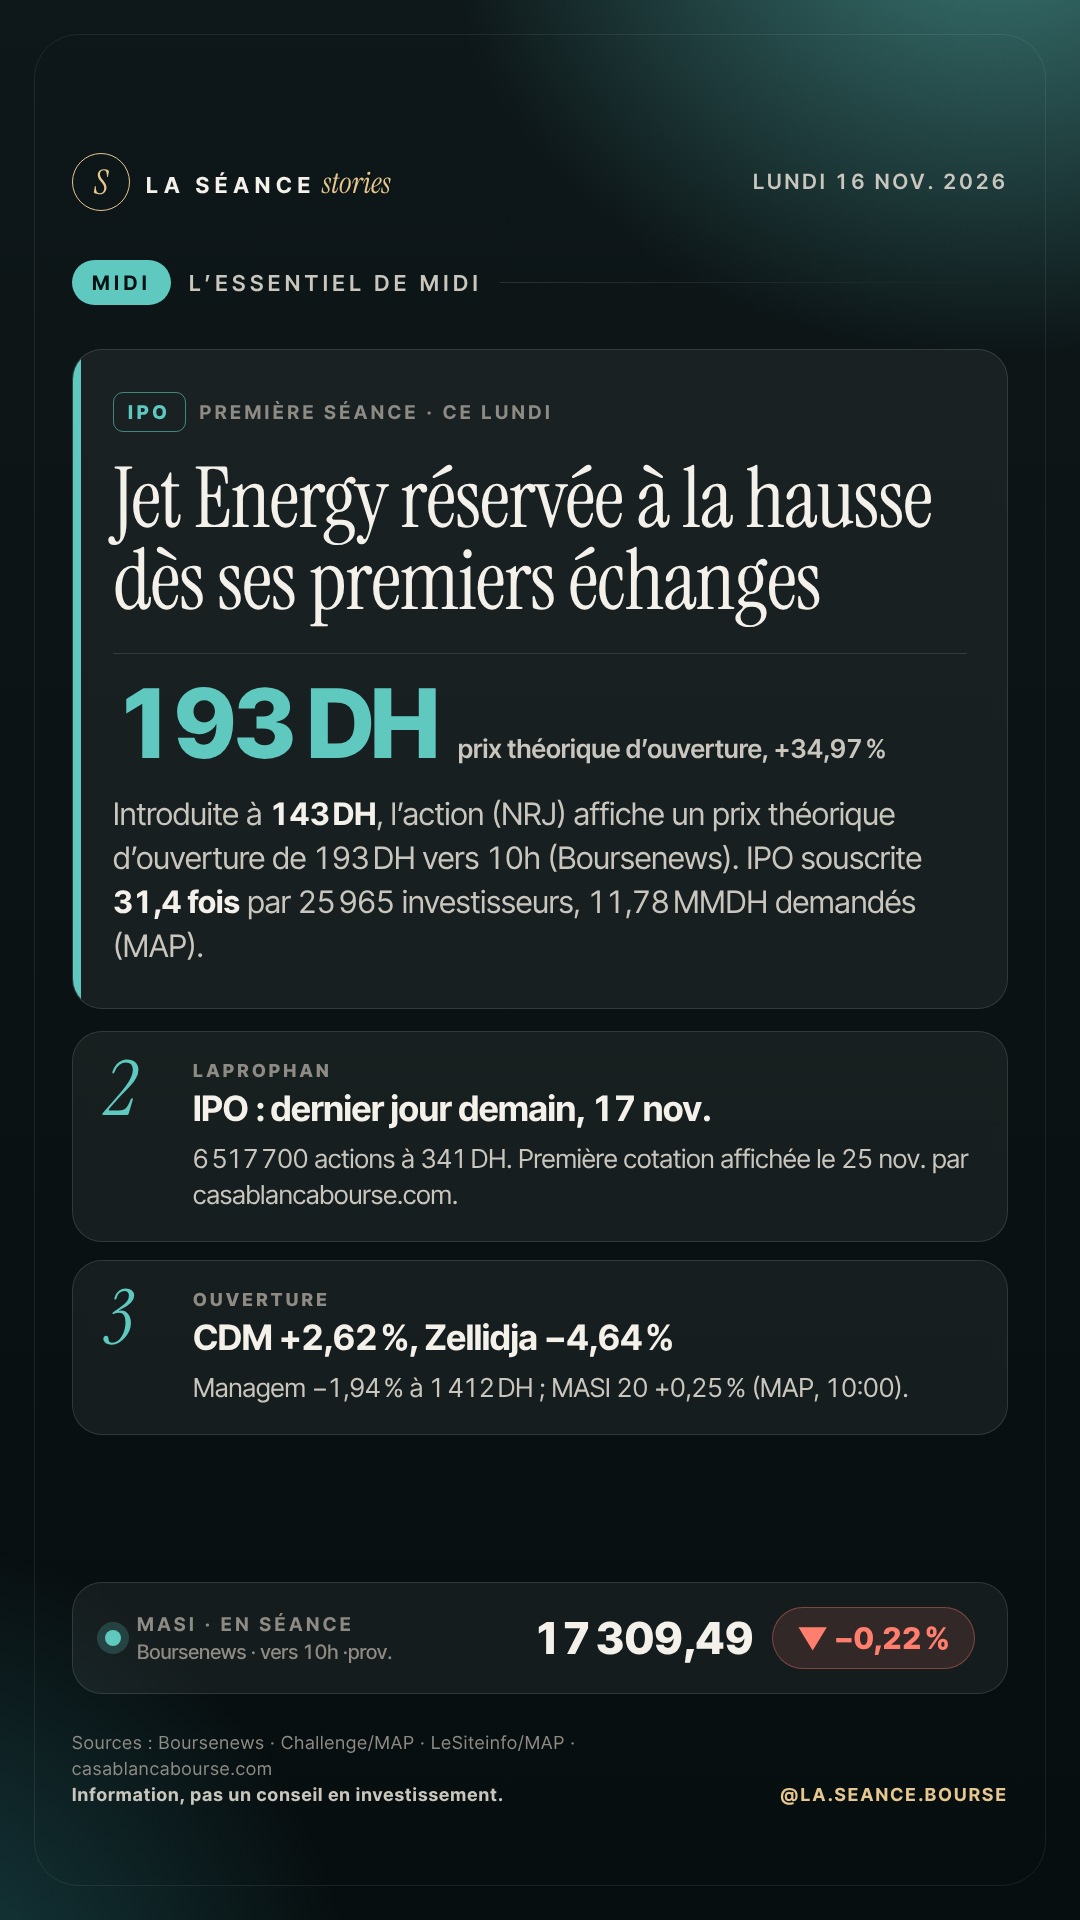 S LA SÉANCE stories
LUNDI 16 NOV. 2026
MIDI L’ESSENTIEL DE MIDI
IPO PREMIÈRE SÉANCE · CE LUNDI
Jet Energy réservée à la hausse
dès ses premiers échanges
193 DH prix théorique d’ouverture, +34,97 %
Introduite à 143 DH, l’action (NRJ) affiche un prix théorique
d’ouverture de 193 DH vers 10h (Boursenews). IPO souscrite
31,4 fois par 25 965 investisseurs, 11,78 MMDH demandés
(MAP).
2
LAPROPHAN
IPO : dernier jour demain, 17 nov.
6 517 700 actions à 341 DH. Première cotation affichée le 25 nov. par
casablancabourse.com.
3
OUVERTURE
CDM +2,62 %, Zellidja −4,64 %
Managem −1,94 % à 1 412 DH ; MASI 20 +0,25 % (MAP, 10:00).
MASI · EN SÉANCE
Boursenews · vers 10h ·prov.
17 309,49 ▼ −0,22 %
Sources : Boursenews · Challenge/MAP · LeSiteinfo/MAP ·
casablancabourse.com
Information, pas un conseil en investissement.
@LA.SEANCE.BOURSE